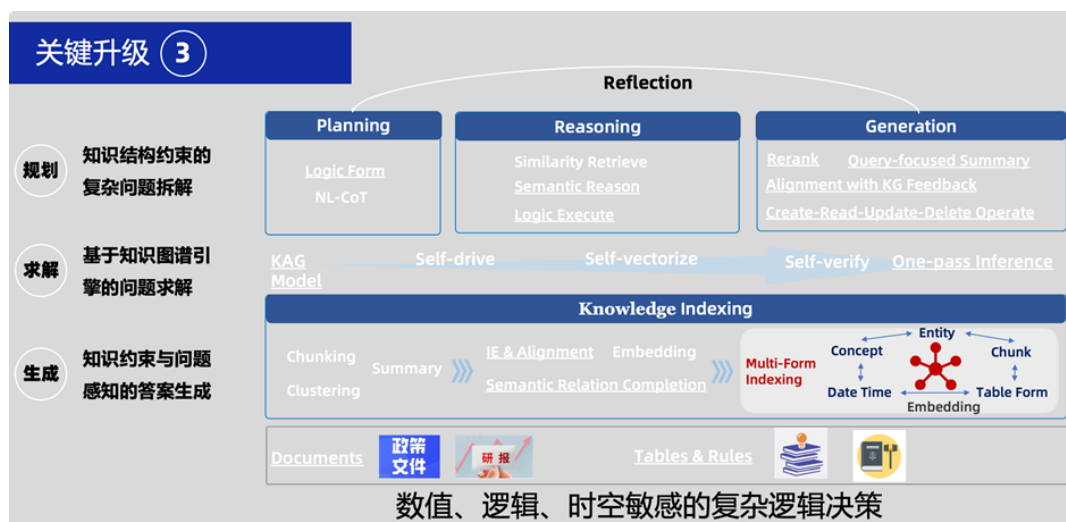 关键升级 3
规划
知识结构约束的
复杂问题拆解
求解
基于知识图谱引
擎的问题求解
生成
知识约束与问题
感知的答案生成
Reflection
Planning
Logic Form
NL-CoT
Reasoning
Similarity Retrieve
Semantic Reason
Logic Execute
Generation
Rerank Query-focused Summary
Alignment with KG Feedback
Create-Read-Update-Delete Operate
KAG
Model
Self-drive
Self-vectorize
Self-verify
One-pass Inference
Knowledge Indexing
Chunking
Clustering
Summary
IE & Alignment Embedding
Semantic Relation Completion
Multi-Form
Indexing
Entity
Concept
Chunk
Date Time
Table Form
Embedding
Documents
政策
文件
研报
Tables & Rules
数值、逻辑、时空敏感的复杂逻辑决策